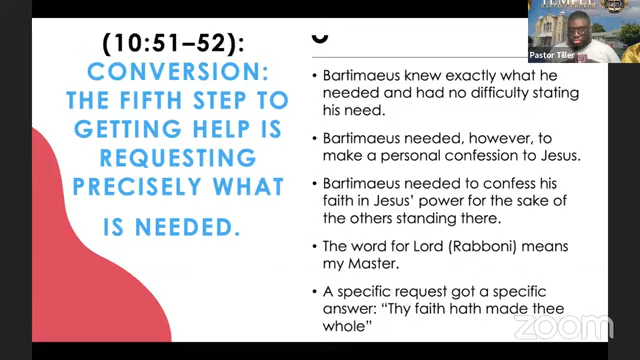 TEMPLE
Pastor Tiller
(10:51–52):
CONVERSION:
THE FIFTH STEP TO
GETTING HELP IS
REQUESTING
PRECISELY WHAT
IS NEEDED.
• Bartimaeus knew exactly what he
needed and had no difficulty stating
his need.
• Bartimaeus needed, however, to
make a personal confession to Jesus.
• Bartimaeus needed to confess his
faith in Jesus’ power for the sake of
the others standing there.
• The word for Lord (Rabboni) means
my Master.
• A specific request got a specific
answer: “Thy faith hath made thee
whole”
zoom